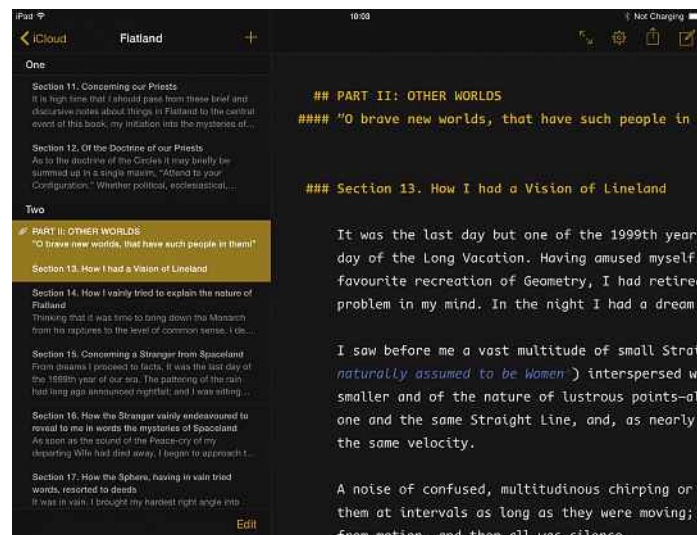 iPad 10:03 Not Charging
iCloud Flatland +
One
Section 11. Concerning our Priests
It is high time that I should pass from these brief and
discursive notes about things in Flatland to the central
event of this book, my initiation into the mysteries of...
Section 12. Of the Doctrine of our Priests
As to the doctrine of the Circles it may briefly be
summed up in a single maxim, "Attend to your
Configuration." Whether political, ecclesiastical,...
Two
PART II: OTHER WORLDS
"O brave new worlds, that have such people in them!"
Section 13. How I had a Vision of Lineland
Section 14. How I vainly tried to explain the nature of
Flatland
Thinking that it was time to bring down the Monarch
from his raptures to the level of common sense, I de...
Section 15. Concerning a Stranger from Spaceland
From dreams I proceed to facts. It was the last day of
the 1999th year of our era. The pattering of the rain
had long ago announced nightfall; and I was sitting...
Section 16. How the Stranger vainly endeavoured to
reveal to me in words the mysteries of Spaceland
As soon as the sound of the Peace-cry of my
departing Wife had died away, I began to approach t...
Section 17. How the Sphere, having in vain tried
words, resorted to deeds
It was in vain. I brought my hardest right angle into
Edit
## PART II: OTHER WORLDS
#### "O brave new worlds, that have such people in
### Section 13. How I had a Vision of Lineland
It was the last day but one of the 1999th year
day of the Long Vacation. Having amused myself
favourite recreation of Geometry, I had retired
problem in my mind. In the night I had a dream
I saw before me a vast multitude of small Strai
naturally assumed to be Women") interspersed w
smaller and of the nature of lustrous points—al
one and the same Straight Line, and, as nearly
the same velocity.
A noise of confused, multitudinous chirping or
them at intervals as long as they were moving;
from motion, and then all was silence.